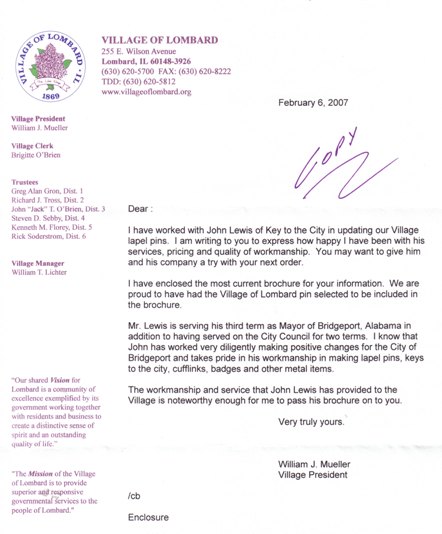 VILLAGE OF LOMBARD · IL
1869
VILLAGE OF LOMBARD
255 E. Wilson Avenue
Lombard, IL 60148-3926
(630) 620-5700 FAX: (630) 620-8222
TDD: (630) 620-5812
www.villageoflombard.org
February 6, 2007
COPY
Village President
William J. Mueller
Village Clerk
Brigitte O'Brien
Trustees
Greg Alan Gron, Dist. 1
Richard J. Tross, Dist. 2
John "Jack" T. O'Brien, Dist. 3
Steven D. Sebby, Dist. 4
Kenneth M. Florey, Dist. 5
Rick Soderstrom, Dist. 6
Village Manager
William T. Lichter
"Our shared Vision for
Lombard is a community of
excellence exemplified by its
government working together
with residents and business to
create a distinctive sense of
spirit and an outstanding
quality of life."
"The Mission of the Village
of Lombard is to provide
superior and responsive
governmental services to the
people of Lombard."
Dear :
I have worked with John Lewis of Key to the City in updating our Village
lapel pins. I am writing to you to express how happy I have been with his
services, pricing and quality of workmanship. You may want to give him
and his company a try with your next order.
I have enclosed the most current brochure for your information. We are
proud to have had the Village of Lombard pin selected to be included in
the brochure.
Mr. Lewis is serving his third term as Mayor of Bridgeport, Alabama in
addition to having served on the City Council for two terms. I know that
John has worked very diligently making positive changes for the City of
Bridgeport and takes pride in his workmanship in making lapel pins, keys
to the city, cufflinks, badges and other metal items.
The workmanship and service that John Lewis has provided to the
Village is noteworthy enough for me to pass his brochure on to you.
Very truly yours.
William J. Mueller
Village President
/cb
Enclosure